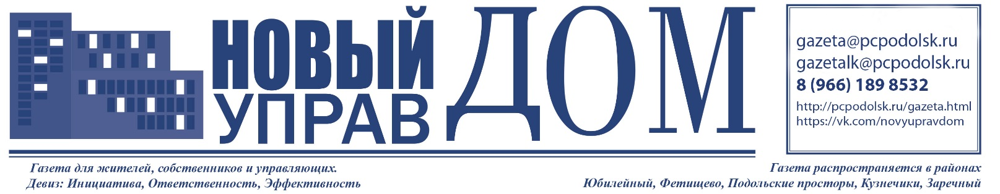 НОВЫЙ
УПРАВ ДОМ
gazeta@pcpodolsk.ru
gazetalk@pcpodolsk.ru
8 (966) 189 8532
http://pcpodolsk.ru/gazeta.html
https://vk.com/novyupravdom
Газета для жителей, собственников и управляющих.
Девиз: Инициатива, Ответственность, Эффективность
Газета распространяется в районах
Юбилейный, Фетищево, Подольские просторы, Кузнечики, Заречный